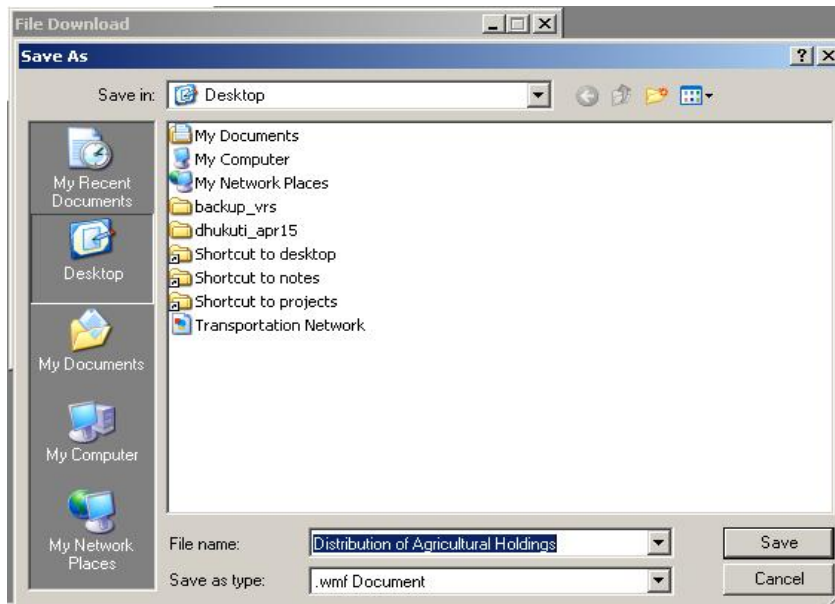 File Download
Save As
Save in:
Desktop
My Recent
Documents
Desktop
My Documents
My Computer
My Network
Places
My Documents
My Computer
My Network Places
backup_vrs
dhukuti_apr15
Shortcut to desktop
Shortcut to notes
Shortcut to projects
Transportation Network
File name:
Distribution of Agricultural Holdings
Save
Save as type:
.wmf Document
Cancel